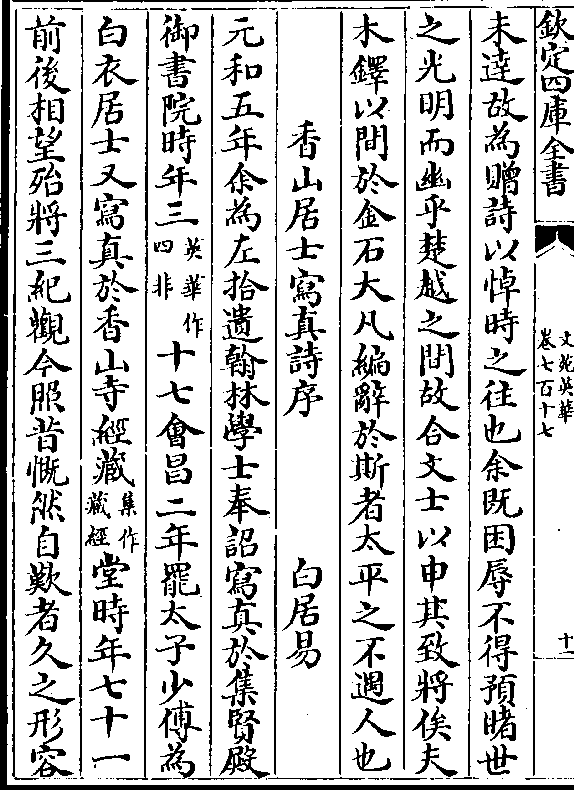 欽定四庫全書
文苑英華
卷七百十七
十一
未達故為贈詩以悼時之往也余既困辱不得預睹世
之光明而幽乎楚越之間故合文士以申其致將俟夫
木鐸以間於金石大凡編辭於斯者太平之不遇人也
香山居士寫真詩序 白居易
元和五年余為左拾遺翰林學士奉詔寫真於集賢殿
御書院時年三英華作四非十七會昌二年罷太子少傅為
白衣居士又寫真於香山寺經藏集作藏經堂時年七十一
前後相望殆將三紀觀今照昔慨然自歎者久之形容